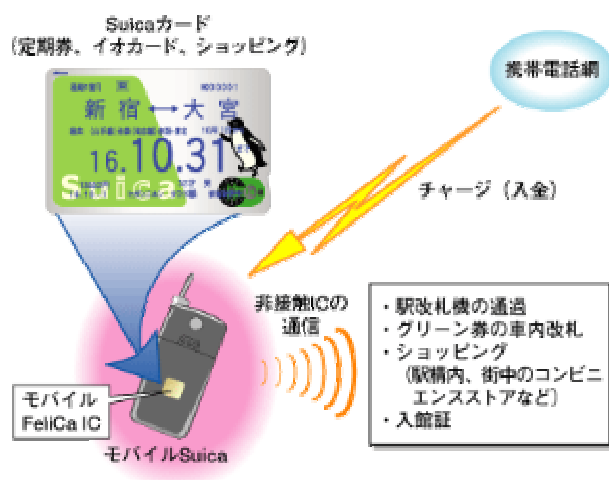 Suicaカード
(定期券、イオカード、ショッピング)
新宿↔大宮
16.10.31
Suica
携帯電話網
チャージ(入金)
非接触ICの
通信
・駅改札機の通過
・グリーン券の車内改札
・ショッピング
(駅構内、街中のコンビニ
エンスストアなど)
・入館証
モバイル
FeliCa IC
モバイルSuica